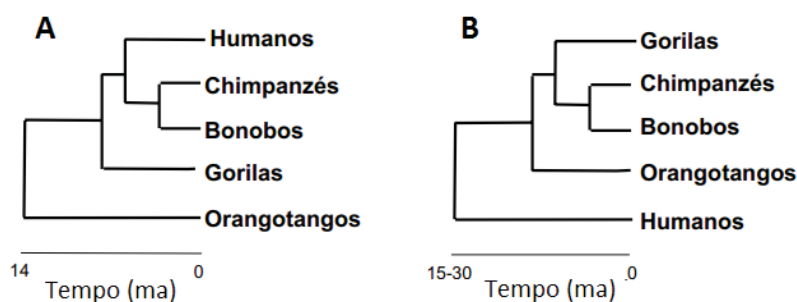 A
Humanos
Chimpanzés
Bonobos
Gorilas
Orangotangos
14 0
Tempo (ma)
B
Gorilas
Chimpanzés
Bonobos
Orangotangos
Humanos
15-30 .0
Tempo (ma)